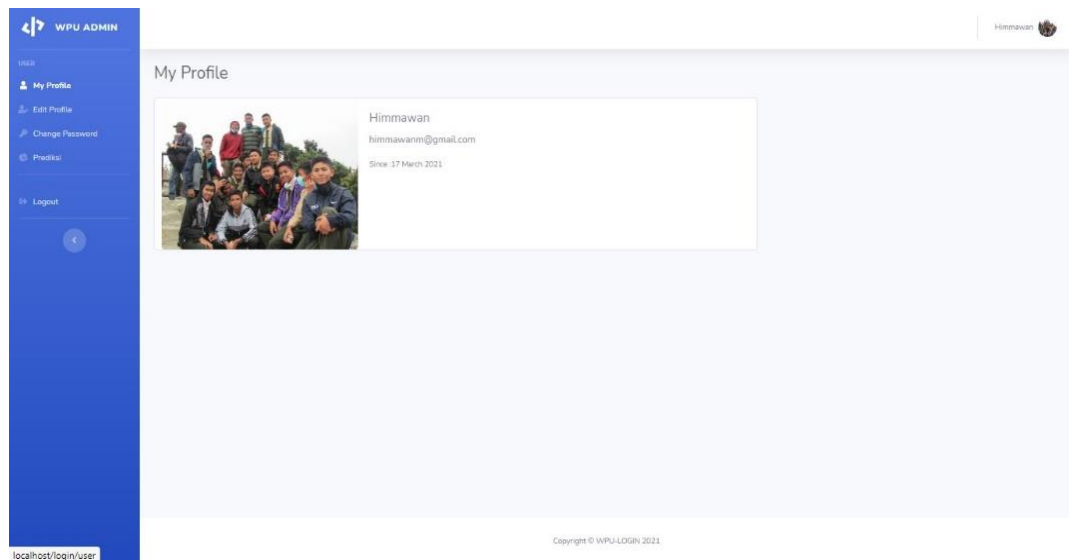 WPU ADMIN
Himmawan
USER
My Profile
Edit Profile
Change Password
Prediksi
Logout
My Profile
Himmawan
himmawanm@gmail.com
Since :17 March 2021
Copyright © WPU-LOGIN 2021
localhost/login/user